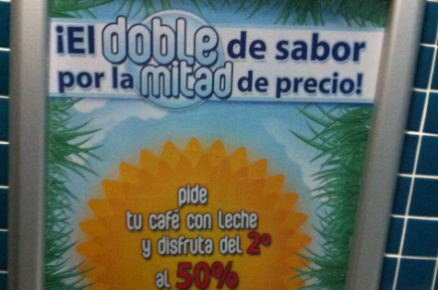 ¡El doble de sabor
por la mitad de precio!
pide
tu café con leche
y disfruta del 2º
al 50%